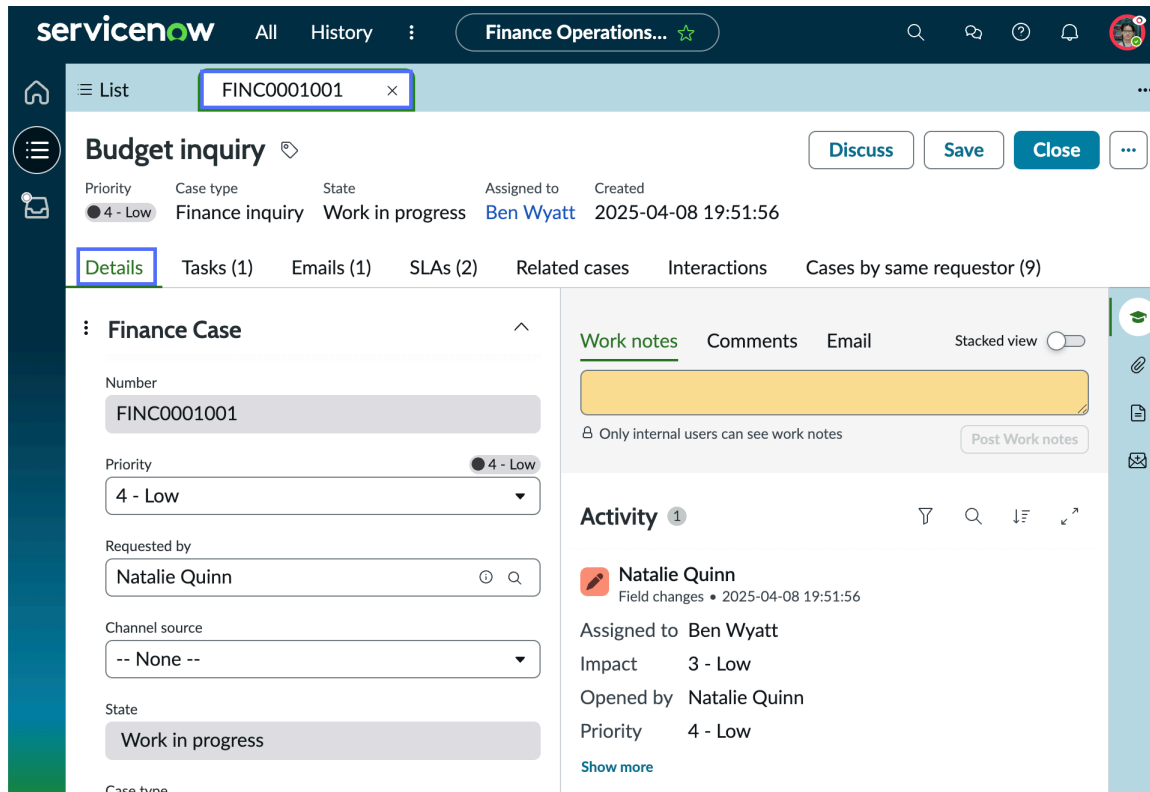 servicenow All History Finance Operations...
List FINC0001001
Budget inquiry Discuss Save Close
Priority Case type State Assigned to Created
4 - Low Finance inquiry Work in progress Ben Wyatt 2025-04-08 19:51:56
Details Tasks (1) Emails (1) SLAs (2) Related cases Interactions Cases by same requestor (9)
Finance Case
Number
FINC0001001
Priority 4 - Low
4 - Low
Requested by
Natalie Quinn
Channel source
-- None --
State
Work in progress
Case type
Work notes Comments Email Stacked view
Only internal users can see work notes Post Work notes
Activity 1
Natalie Quinn
Field changes • 2025-04-08 19:51:56
Assigned to Ben Wyatt
Impact 3 - Low
Opened by Natalie Quinn
Priority 4 - Low
Show more